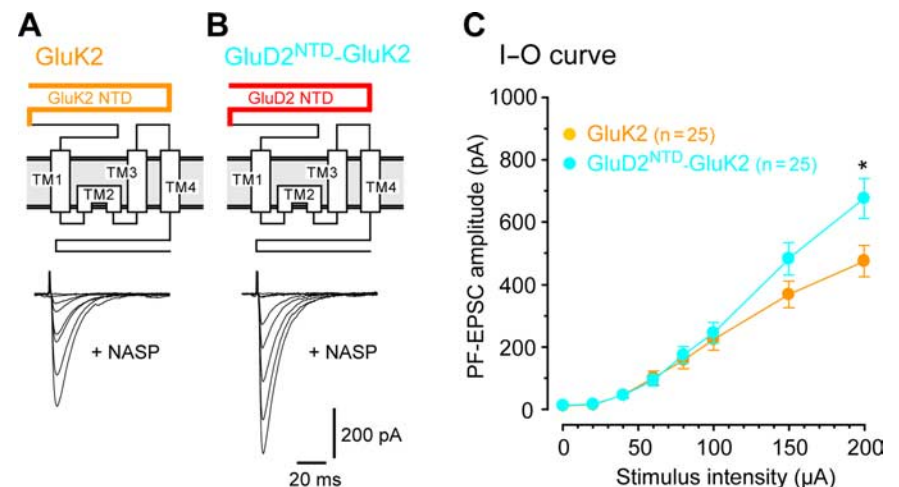 A
GluK2
GluK2 NTD
TM1
TM2
TM3
TM4
+ NASP
B
GluD2NTD-GluK2
GluD2 NTD
TM1
TM2
TM3
TM4
+ NASP
200 pA
20 ms
C
I–O curve
PF-EPSC amplitude (pA)
1000
800
600
400
200
0
GluK2 (n=25)
GluD2NTD-GluK2 (n=25)
*
0
50
100
150
200
Stimulus intensity (µA)